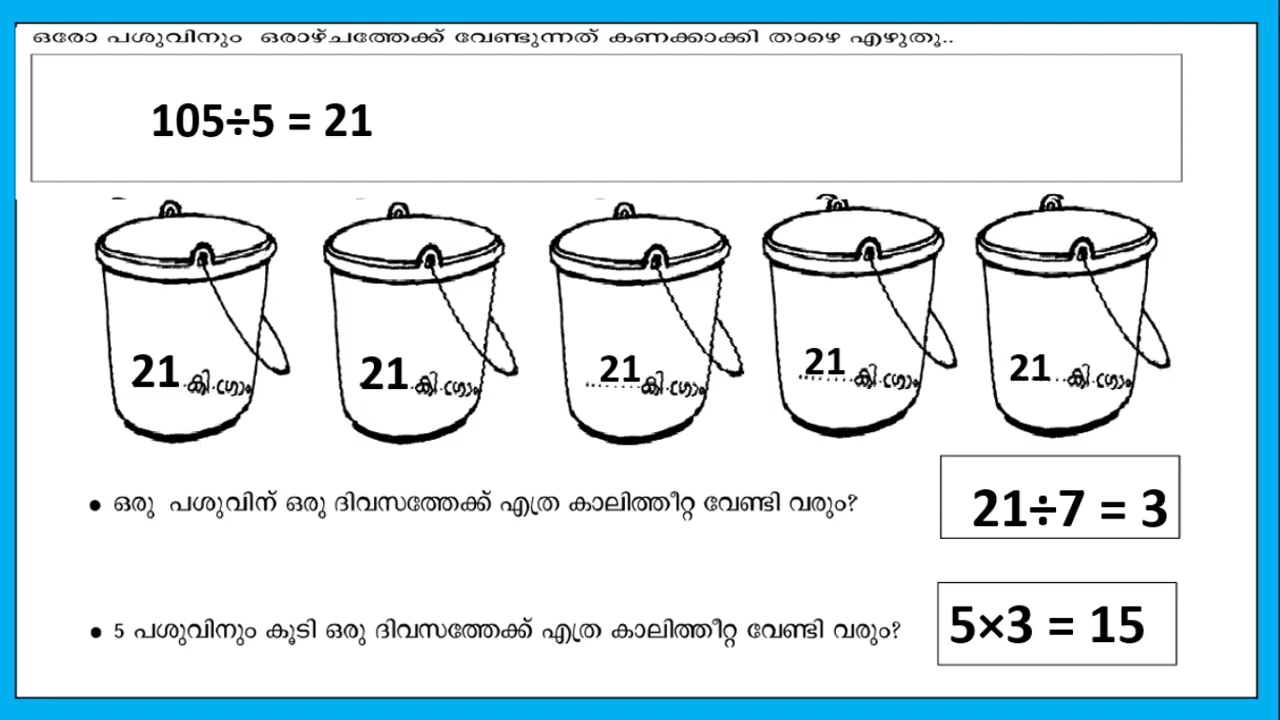 ഒരോ പശുവിനും ഒരാഴ്ചത്തേക്ക് വേണ്ടുന്നത് കണക്കാക്കി താഴെ എഴുതൂ..
105÷5 = 21
21 കി.ഗ്രാം 21 കി.ഗ്രാം 21 കി.ഗ്രാം 21 കി.ഗ്രാം 21 കി.ഗ്രാം
• ഒരു പശുവിന് ഒരു ദിവസത്തേക്ക് എത്ര കാലിത്തീറ്റ വേണ്ടി വരും? 21÷7 = 3
• 5 പശുവിനും കൂടി ഒരു ദിവസത്തേക്ക് എത്ര കാലിത്തീറ്റ വേണ്ടി വരും? 5×3 = 15